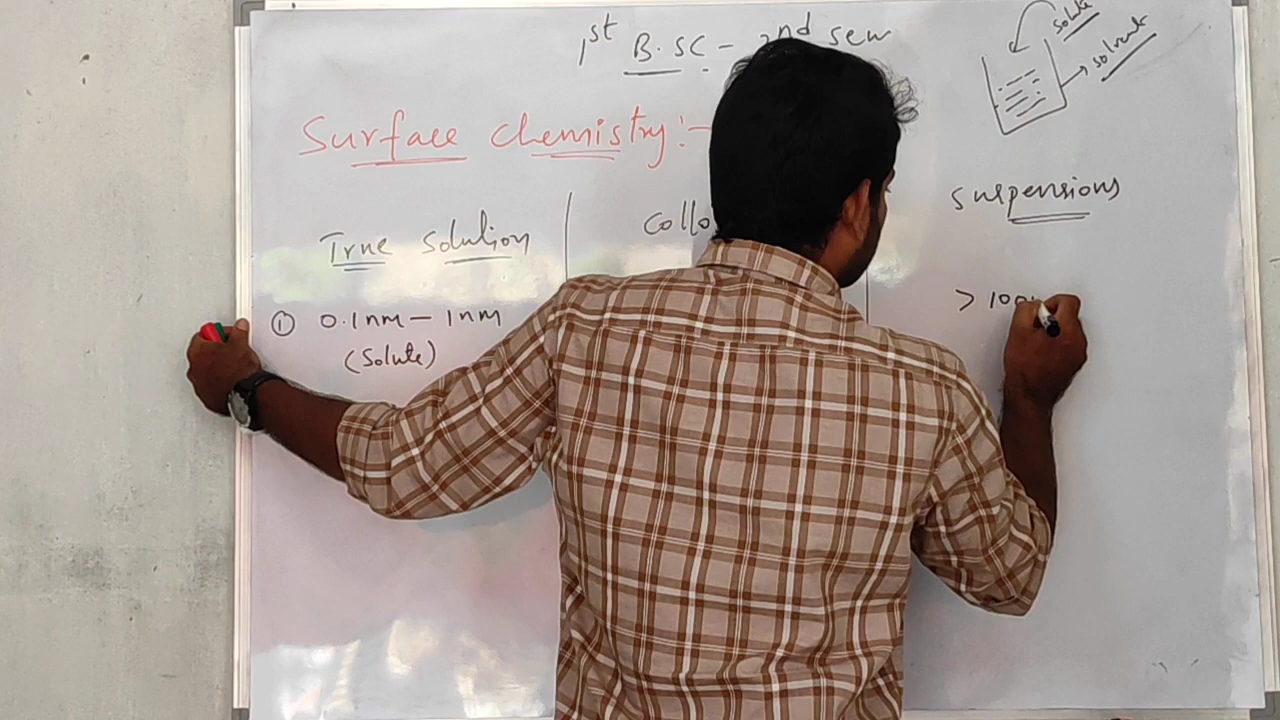 1st B.SC - 2nd sem
solute
solvent
Surface chemistry:-
True solution
Collo
suspensions
① 0.1nm - 1nm
(Solute)
> 100